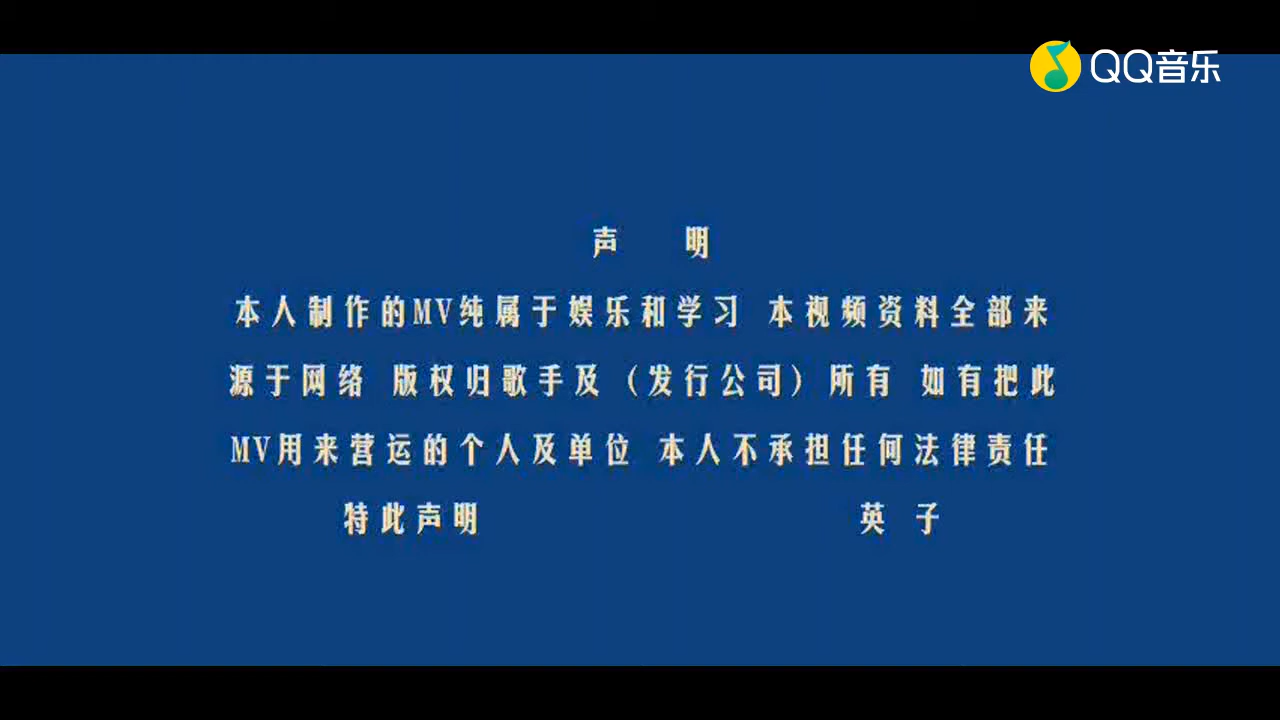 QQ音乐
声 明
本人制作的MV纯属于娱乐和学习 本视频资料全部来
源于网络 版权归歌手及（发行公司）所有 如有把此
MV用来营运的个人及单位 本人不承担任何法律责任
特此声明 英 子